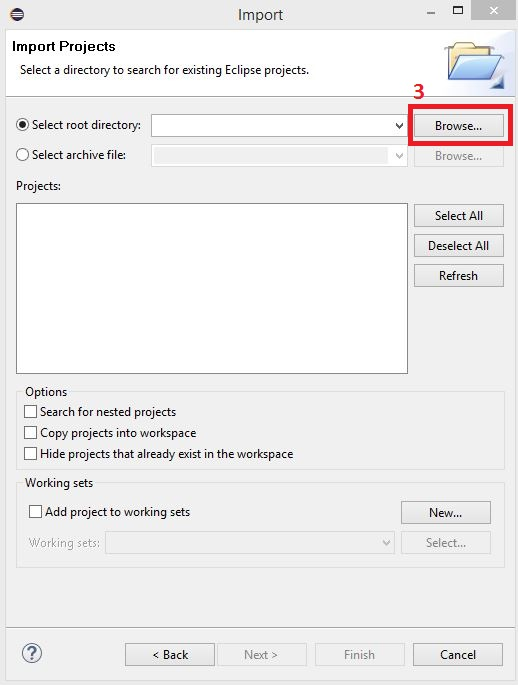 Import
Import Projects
Select a directory to search for existing Eclipse projects.
3
Select root directory:
Browse...
Select archive file:
Browse...
Projects:
Select All
Deselect All
Refresh
Options
Search for nested projects
Copy projects into workspace
Hide projects that already exist in the workspace
Working sets
Add project to working sets
New...
Working sets:
Select...
?
< Back
Next >
Finish
Cancel